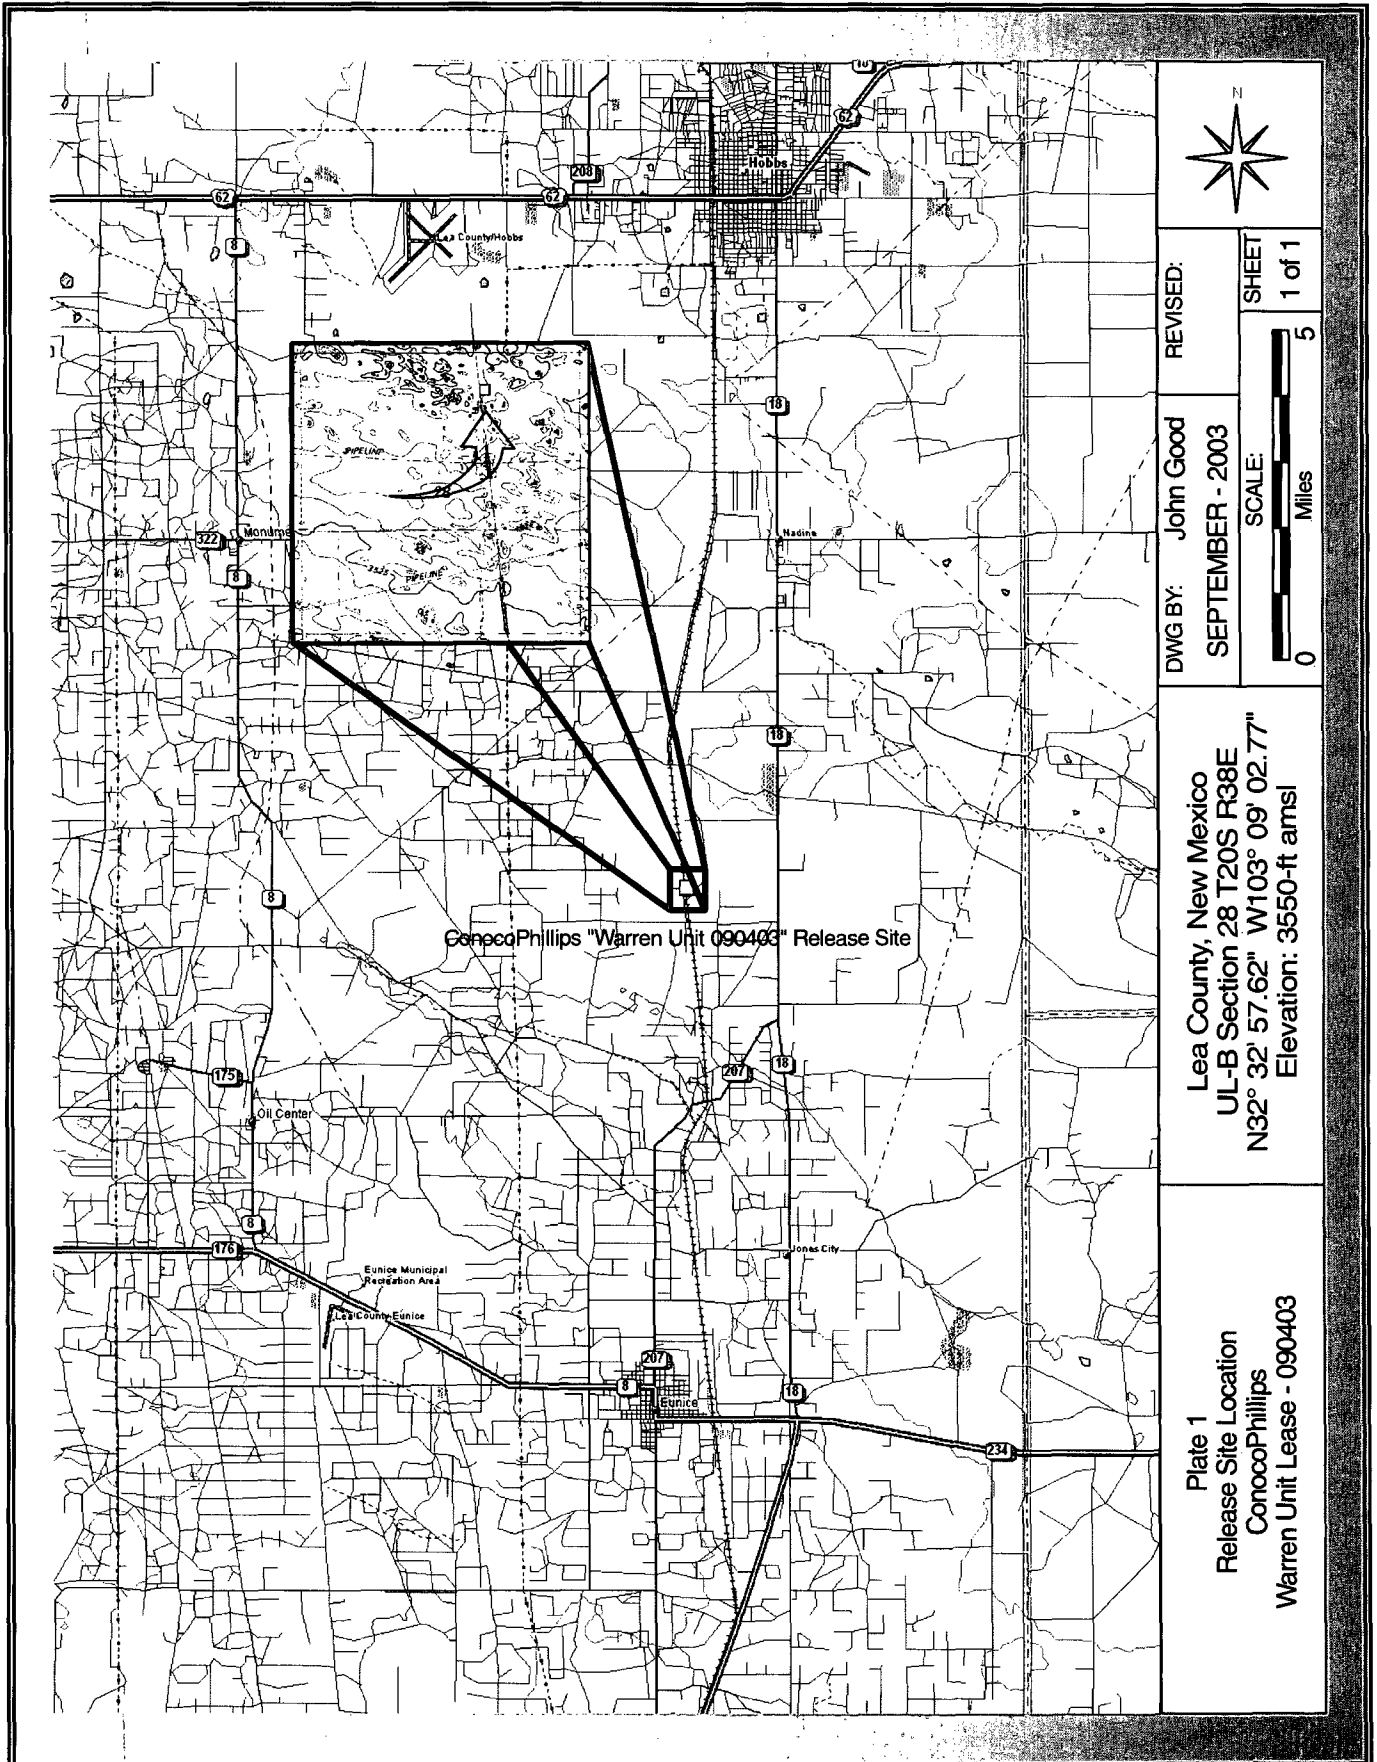 62
Hobbs
208
62
62
8
Lea County/Hobbs
18
PIPELINE
28
322
Nadine
8
PIPELINE
18
8
ConocoPhillips "Warren Unit 090403" Release Site
175
207
18
Oil Center
8
176
Jones City
Eunice Municipal
Recreation Area
Lea County Eunice
207
8
18
Eunice
234
Plate 1
Release Site Location
ConocoPhillips
Warren Unit Lease - 090403
Lea County, New Mexico
UL-B Section 28 T20S R38E
N32° 32' 57.62" W103° 09' 02.77"
Elevation: 3550-ft amsl
DWG BY: John Good
REVISED:
SEPTEMBER - 2003
SCALE:
0 Miles 5
SHEET
1 of 1
N